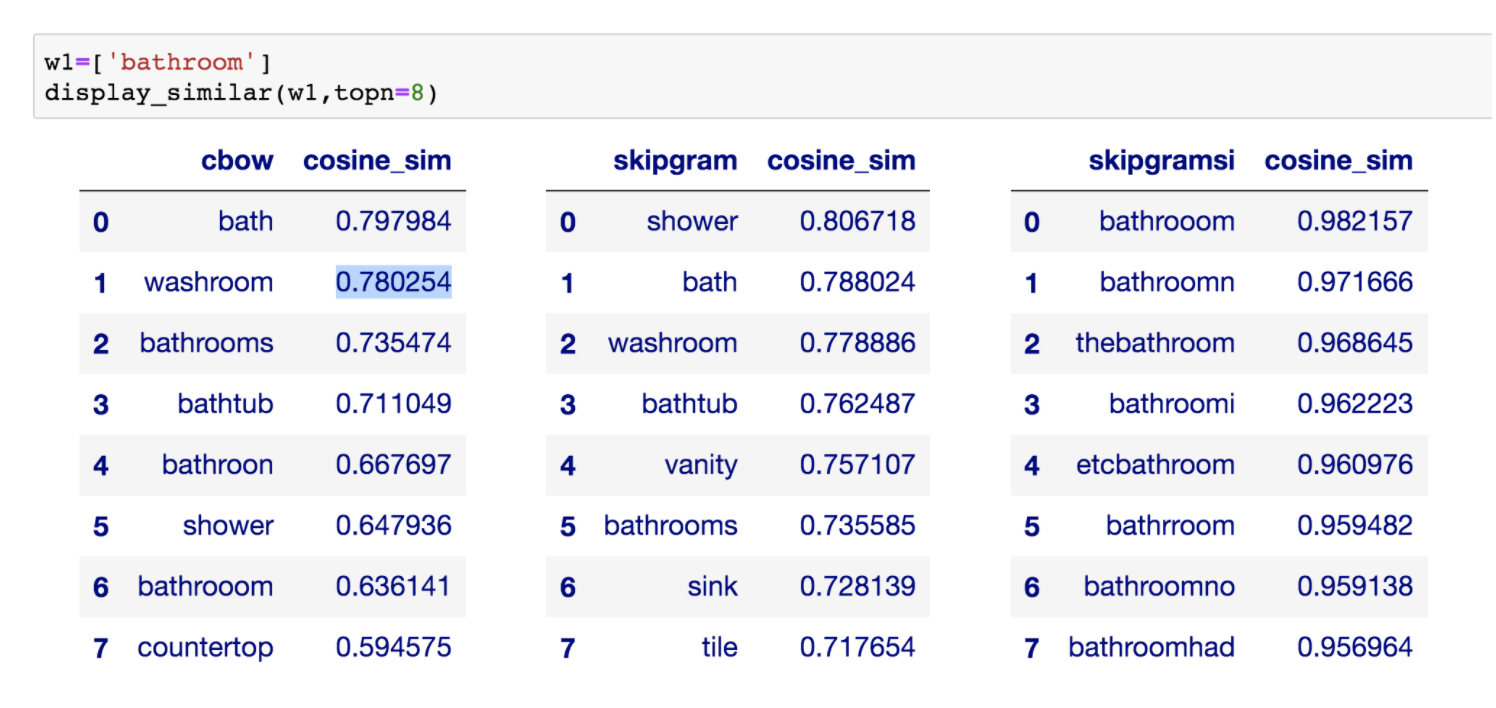 w1=['bathroom']
display_similar(w1,topn=8)
cbow cosine_sim skipgram cosine_sim skipgramsi cosine_sim
0 bath 0.797984 0 shower 0.806718 0 bathrooom 0.982157
1 washroom 0.780254 1 bath 0.788024 1 bathroomn 0.971666
2 bathrooms 0.735474 2 washroom 0.778886 2 thebathroom 0.968645
3 bathtub 0.711049 3 bathtub 0.762487 3 bathroomi 0.962223
4 bathroon 0.667697 4 vanity 0.757107 4 etcbathroom 0.960976
5 shower 0.647936 5 bathrooms 0.735585 5 bathrroom 0.959482
6 bathrooom 0.636141 6 sink 0.728139 6 bathroomno 0.959138
7 countertop 0.594575 7 tile 0.717654 7 bathroomhad 0.956964